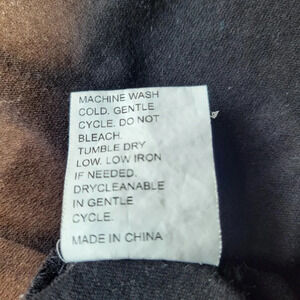 MACHINE WASH
COLD. GENTLE
CYCLE. DO NOT
BLEACH.
TUMBLE DRY
LOW. LOW IRON
IF NEEDED.
DRYCLEANABLE
IN GENTLE
CYCLE.
MADE IN CHINA